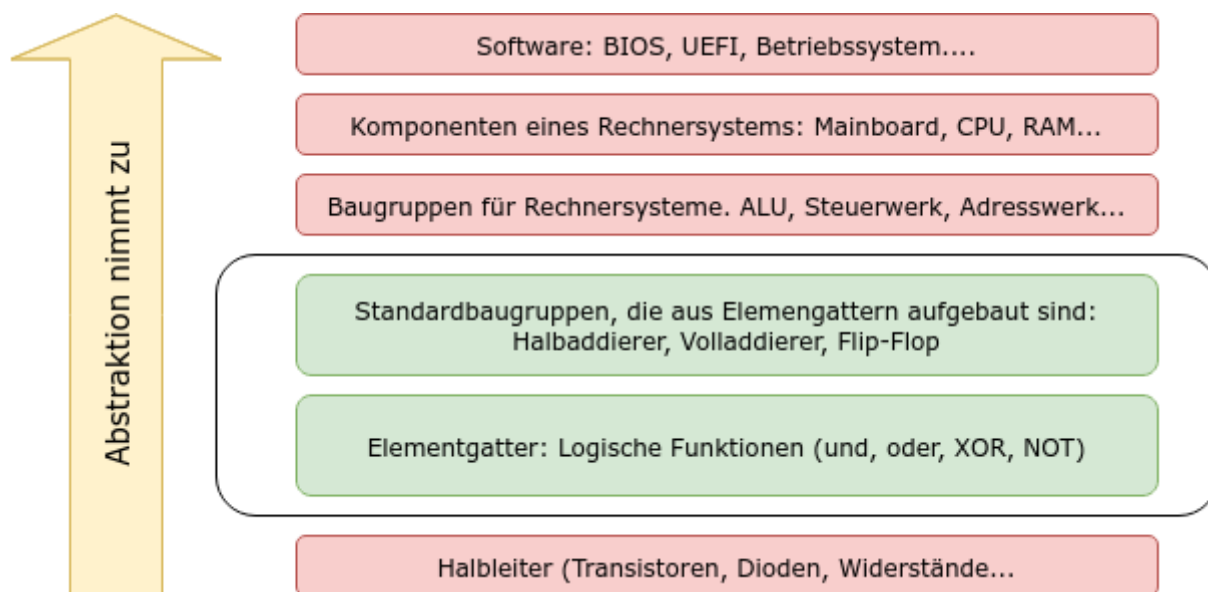 Abstraktion nimmt zu
Software: BIOS, UEFI, Betriebssystem....
Komponenten eines Rechnersystems: Mainboard, CPU, RAM...
Baugruppen für Rechnersysteme. ALU, Steuerwerk, Adresswerk...
Standardbaugruppen, die aus Elemengattern aufgebaut sind:
Halbaddierer, Volladdierer, Flip-Flop
Elementgatter: Logische Funktionen (und, oder, XOR, NOT)
Halbleiter (Transistoren, Dioden, Widerstände...